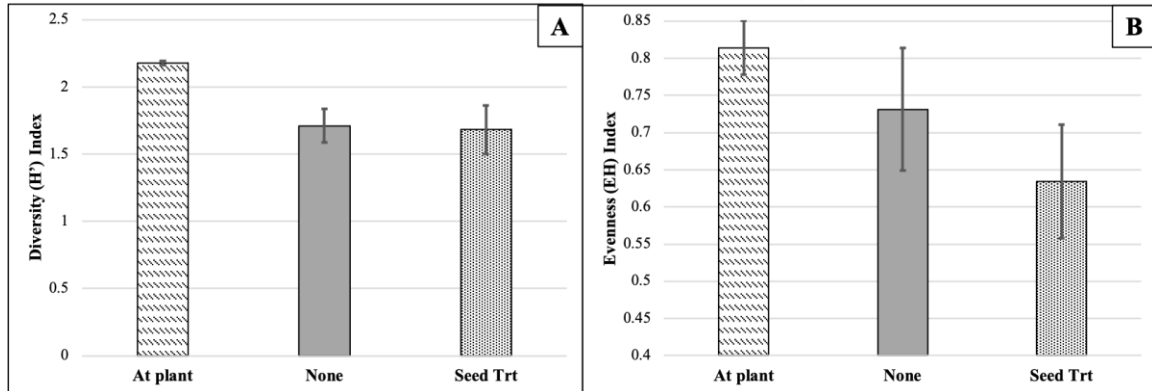 A
Diversity (H’) Index
2.5
2
1.5
1
0.5
0
At plant None Seed Trt
B
Evenness (EH) Index
0.85
0.8
0.75
0.7
0.65
0.6
0.55
0.5
0.45
0.4
At plant None Seed Trt